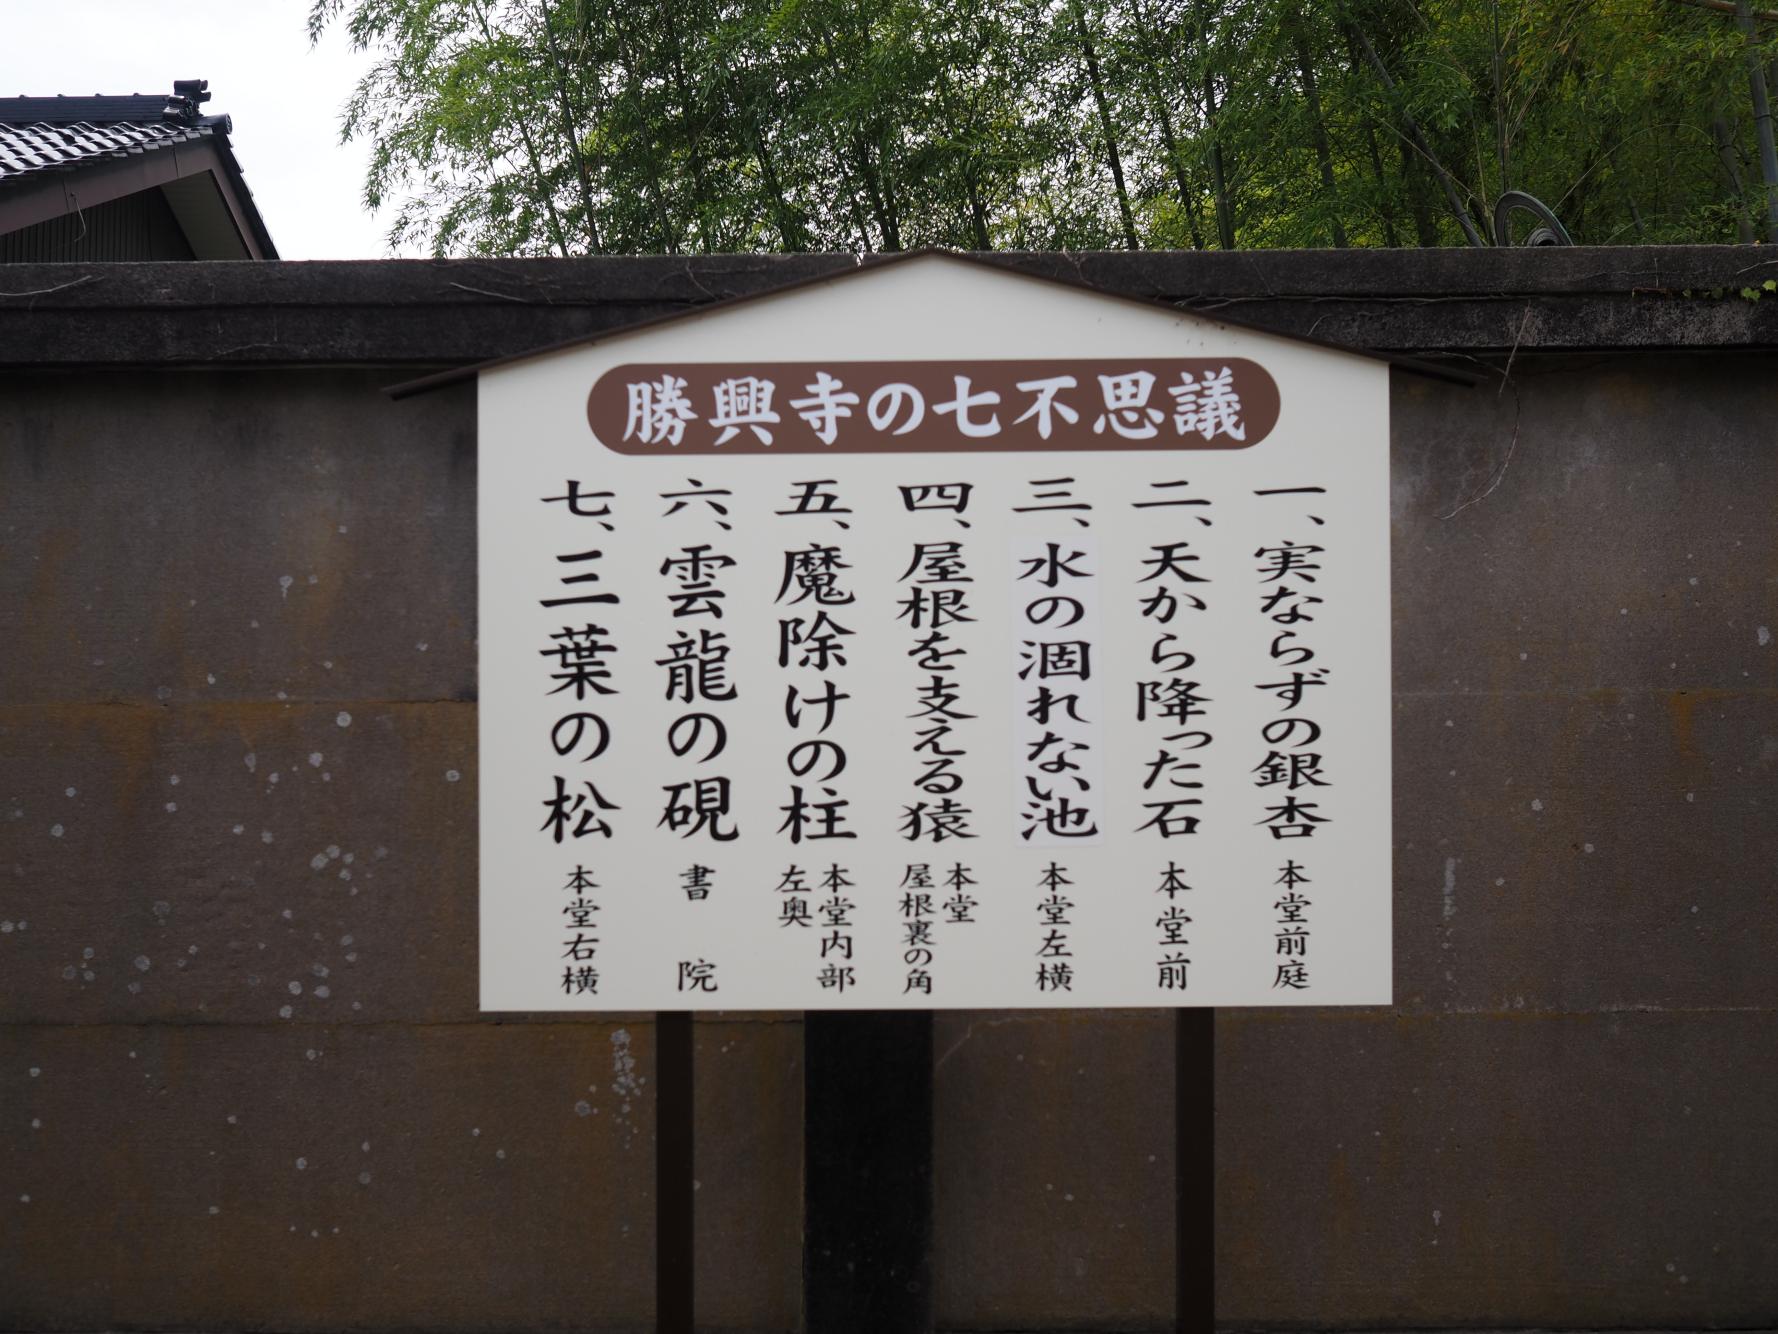 勝興寺の七不思議
一、実ならずの銀杏 本堂前庭
二、天から降った石 本堂前
三、水の涸れない池 本堂左横
四、屋根を支える猿 本堂
屋根裏の角
五、魔除けの柱 本堂内部
左奥
六、雲龍の硯 書院
七、三葉の松 本堂右横